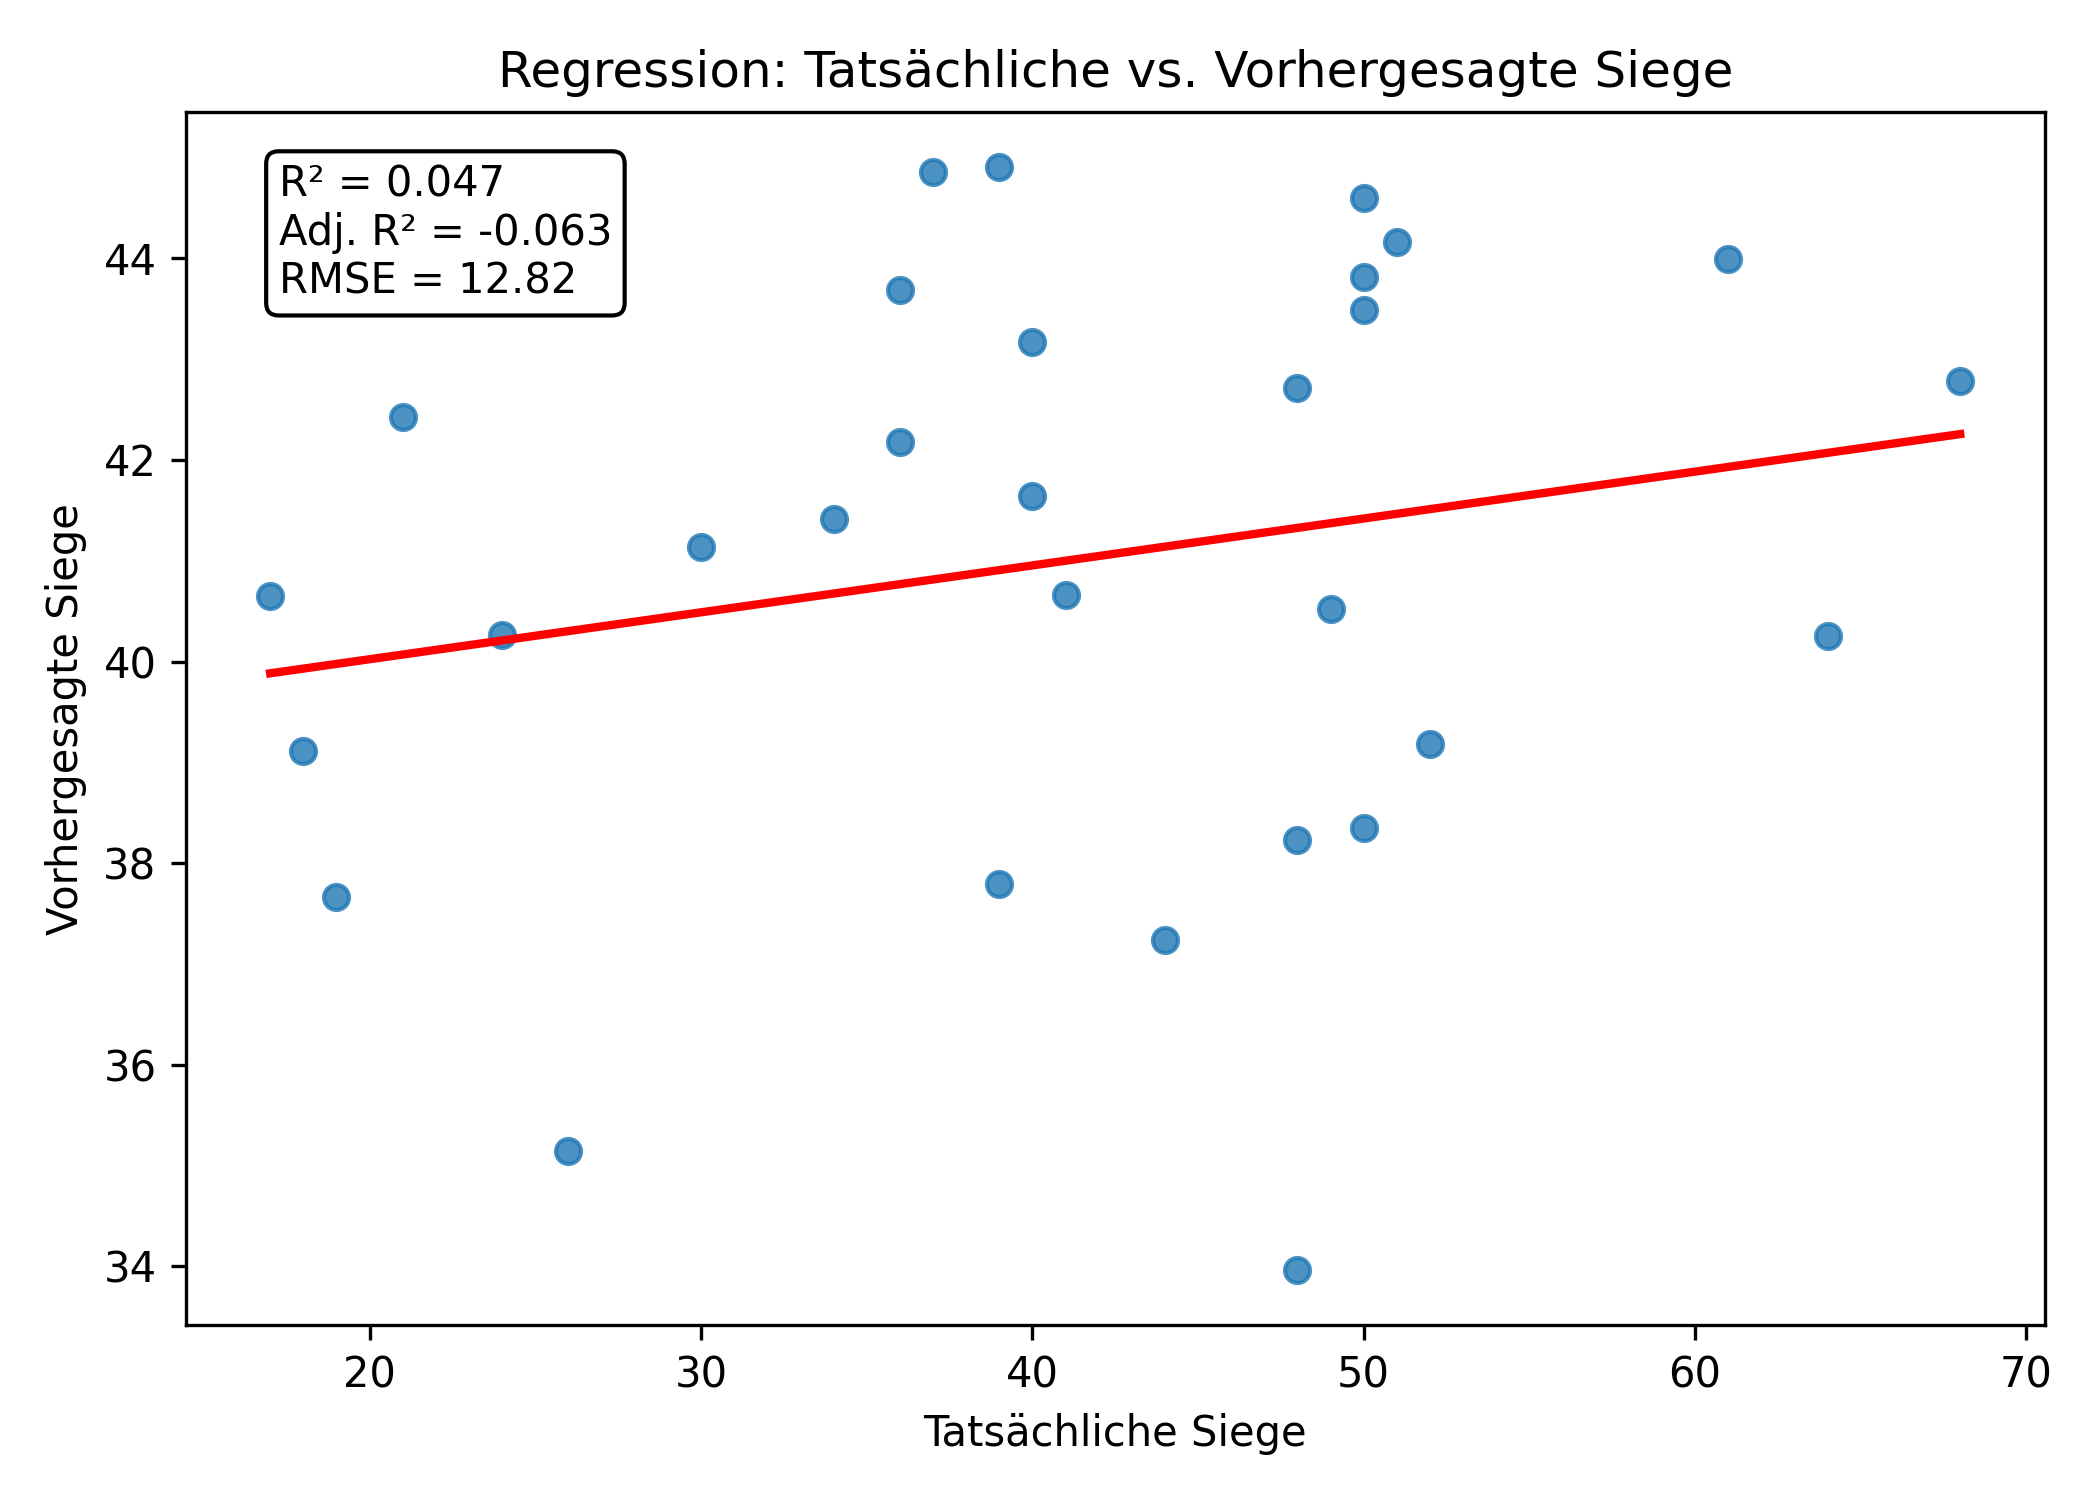 Regression: Tatsächliche vs. Vorhergesagte Siege
R² = 0.047
Adj. R² = -0.063
RMSE = 12.82
Vorhergesagte Siege
44
42
40
38
36
34
20 30 40 50 60 70
Tatsächliche Siege